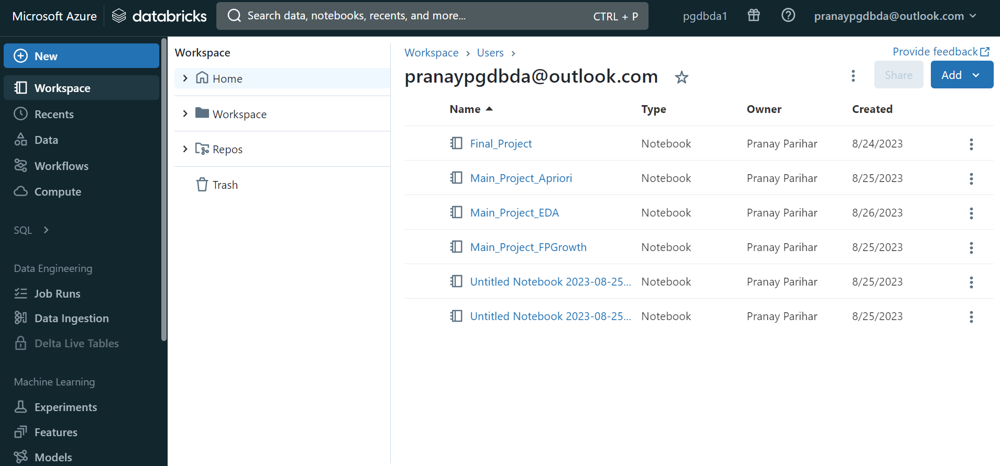 Microsoft Azure databricks Search data, notebooks, recents, and more... CTRL + P pgdbda1 pranaypgdbda@outlook.com
New
Workspace
Recents
Data
Workflows
Compute
SQL
Data Engineering
Job Runs
Data Ingestion
Delta Live Tables
Machine Learning
Experiments
Features
Models
Workspace
Home
Workspace
Repos
Trash
Workspace > Users >
Provide feedback
pranaypgdbda@outlook.com
Share Add
Name Type Owner Created
Final_Project Notebook Pranay Parihar 8/24/2023
Main_Project_Apriori Notebook Pranay Parihar 8/25/2023
Main_Project_EDA Notebook Pranay Parihar 8/26/2023
Main_Project_FPGrowth Notebook Pranay Parihar 8/25/2023
Untitled Notebook 2023-08-25... Notebook Pranay Parihar 8/25/2023
Untitled Notebook 2023-08-25... Notebook Pranay Parihar 8/25/2023